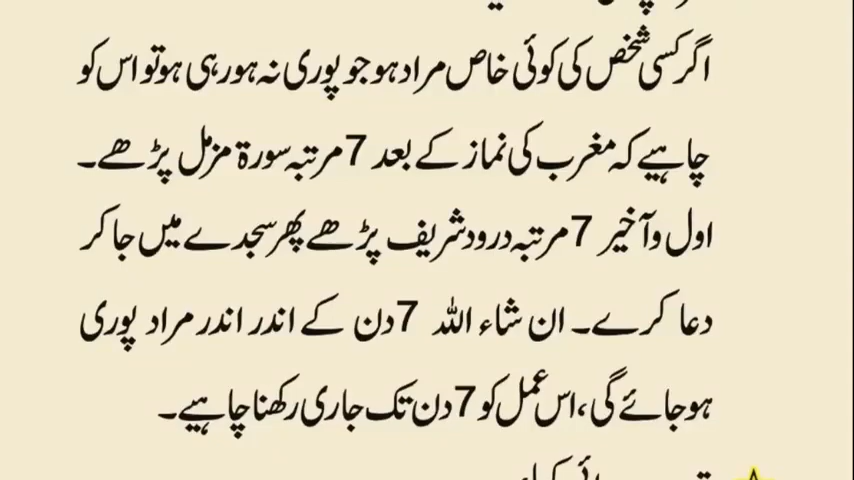 اگر کسی شخص کی کوئی خاص مراد ہو جو پوری نہ ہو رہی ہو تو اس کو
چاہیے کہ مغرب کی نماز کے بعد 7 مرتبہ سورۃ مزمل پڑھے۔
اول و آخیر 7 مرتبہ درود شریف پڑھے پھر سجدے میں جا کر
دعا کرے۔ ان شاء اللہ 7 دن کے اندر اندر مراد پوری
ہو جائے گی، اس عمل کو 7 دن تک جاری رکھنا چاہیے۔